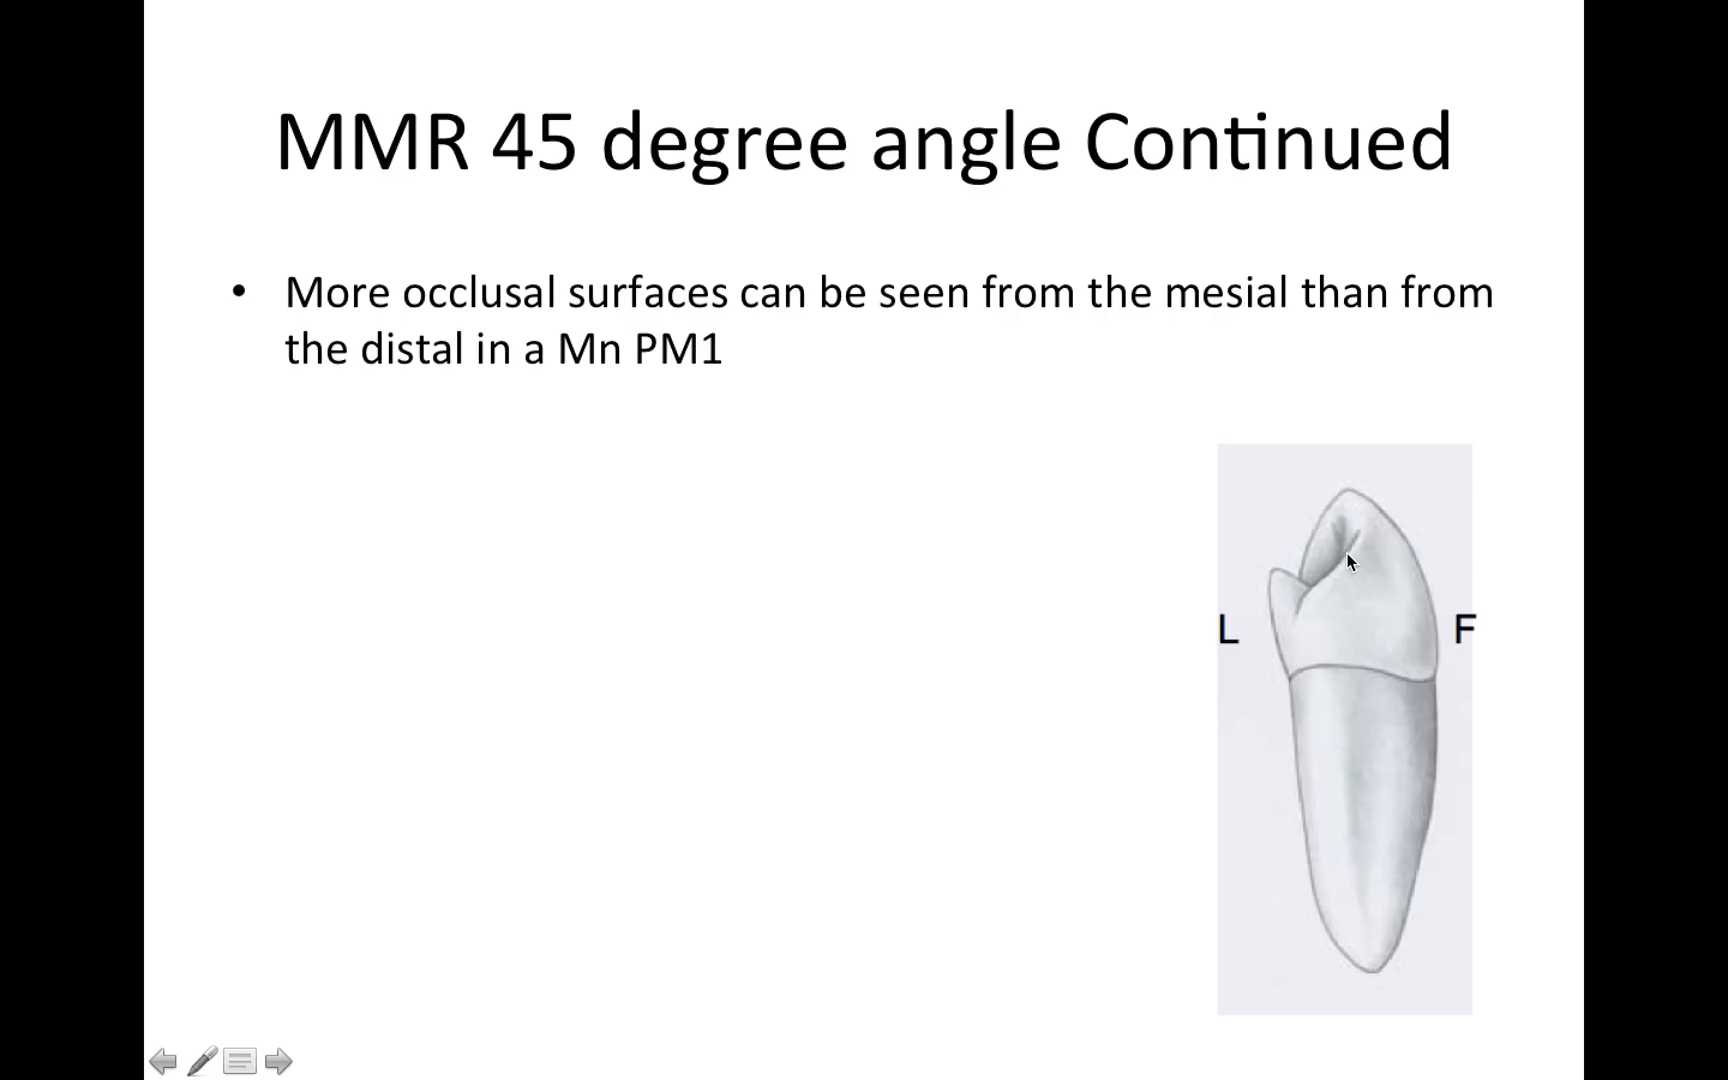 MMR 45 degree angle Continued
• More occlusal surfaces can be seen from the mesial than from
the distal in a Mn PM1
L
F